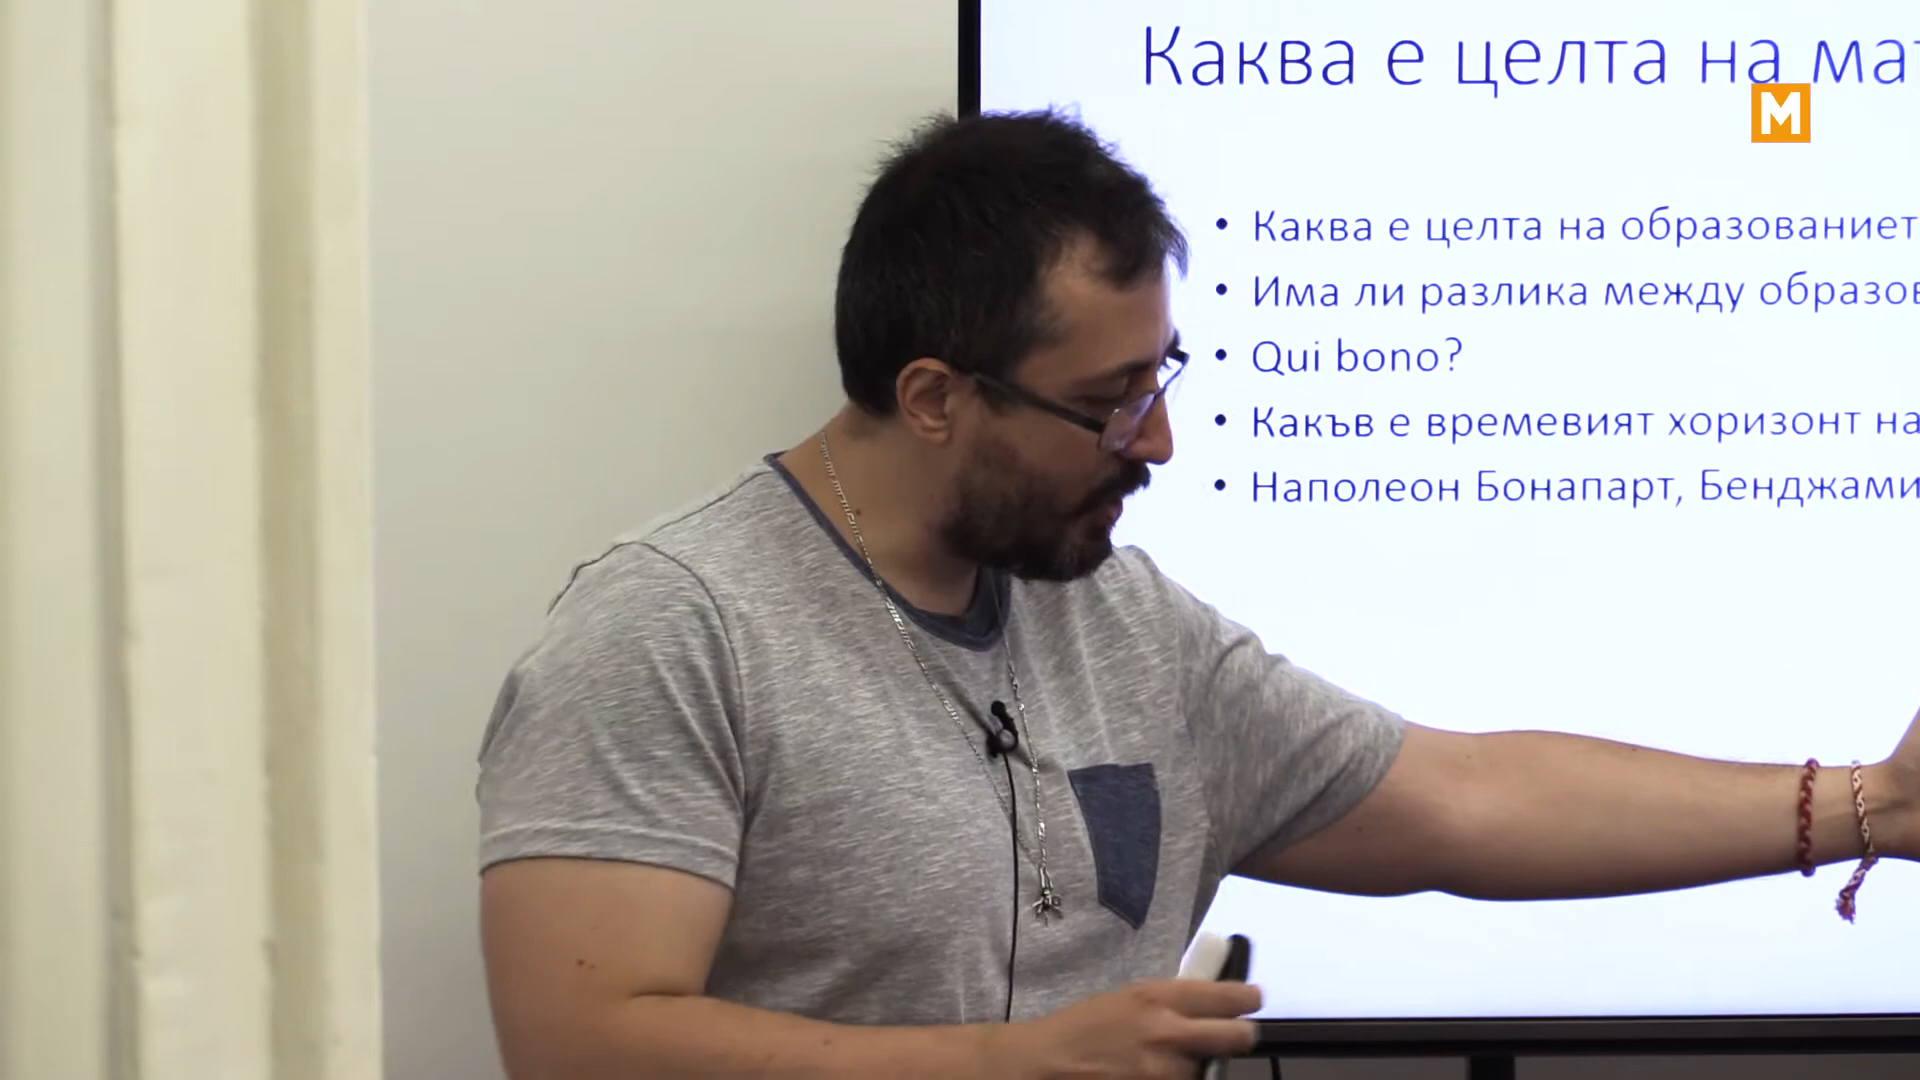 Каква е целта на мат
M
• Каква е целта на образованиет
• Има ли разлика между образов
• Qui bono?
• Какъв е времевият хоризонт на
• Наполеон Бонапарт, Бенджами